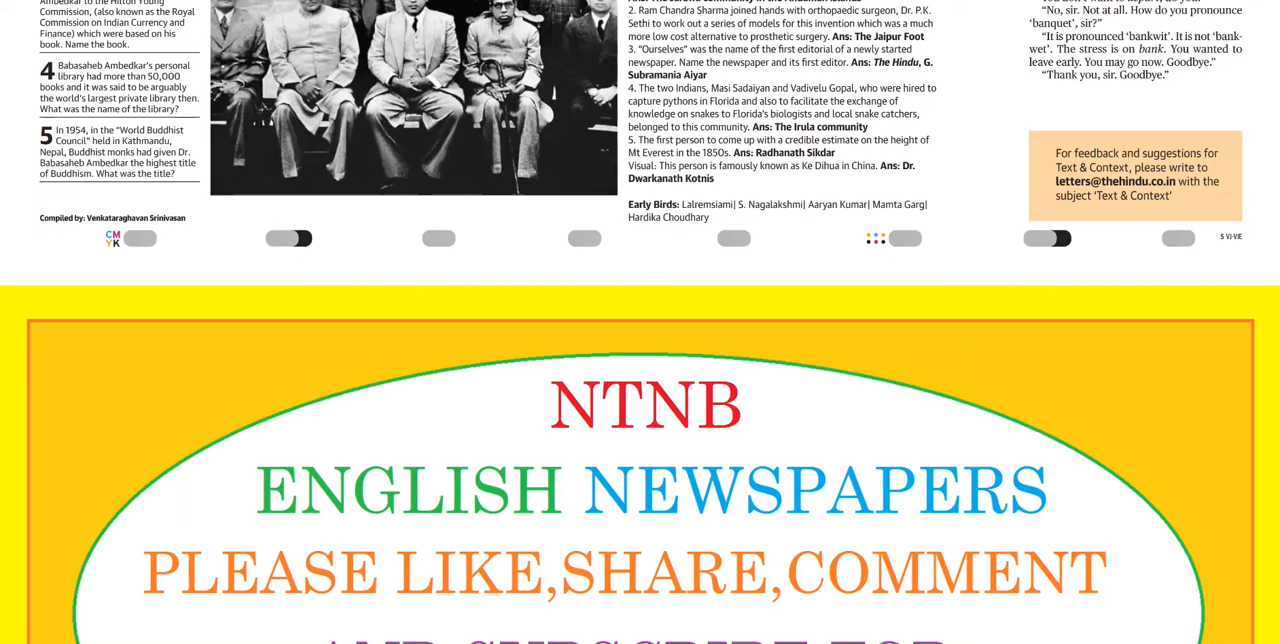 Ambedkar to the Hilton Young
Commission, (also known as the Royal
Commission on Indian Currency and
Finance) which were based on his
book. Name the book.
4 Babasaheb Ambedkar's personal
library had more than 50,000
books and it was said to be arguably
the world's largest private library then.
What was the name of the library?
5 In 1954, in the "World Buddhist
Council" held in Kathmandu,
Nepal, Buddhist monks had given Dr.
Babasaheb Ambedkar the highest title
of Buddhism. What was the title?
Compiled by: Venkataraghavan Srinivasan
2. Ram Chandra Sharma joined hands with orthopaedic surgeon, Dr. P.K.
Sethi to work out a series of models for this invention which was a much
more low cost alternative to prosthetic surgery. Ans: The Jaipur Foot
3. "Ourselves" was the name of the first editorial of a newly started
newspaper. Name the newspaper and its first editor. Ans: The Hindu, G.
Subramania Aiyar
4. The two Indians, Masi Sadaiyan and Vadivelu Gopal, who were hired to
capture pythons in Florida and also to facilitate the exchange of
knowledge on snakes to Florida's biologists and local snake catchers,
belonged to this community. Ans: The Irula community
5. The first person to come up with a credible estimate on the height of
Mt Everest in the 1850s. Ans: Radhanath Sikdar
Visual: This person is famously known as Ke Dihua in China. Ans: Dr.
Dwarkanath Kotnis
Early Birds: Lalremsiami| S. Nagalakshmi| Aaryan Kumar| Mamta Garg|
Hardika Choudhary
"No, sir. Not at all. How do you pronounce
'banquet', sir?"
"It is pronounced 'bankwit'. It is not 'bank-
wet'. The stress is on bank. You wanted to
leave early. You may go now. Goodbye."
"Thank you, sir. Goodbye."
For feedback and suggestions for
Text & Context, please write to
letters@thehindu.co.in with the
subject 'Text & Context'
CM
YK
S VJ-VJE
NTNB
ENGLISH NEWSPAPERS
PLEASE LIKE,SHARE,COMMENT
AND SUBSCRIBE FOR